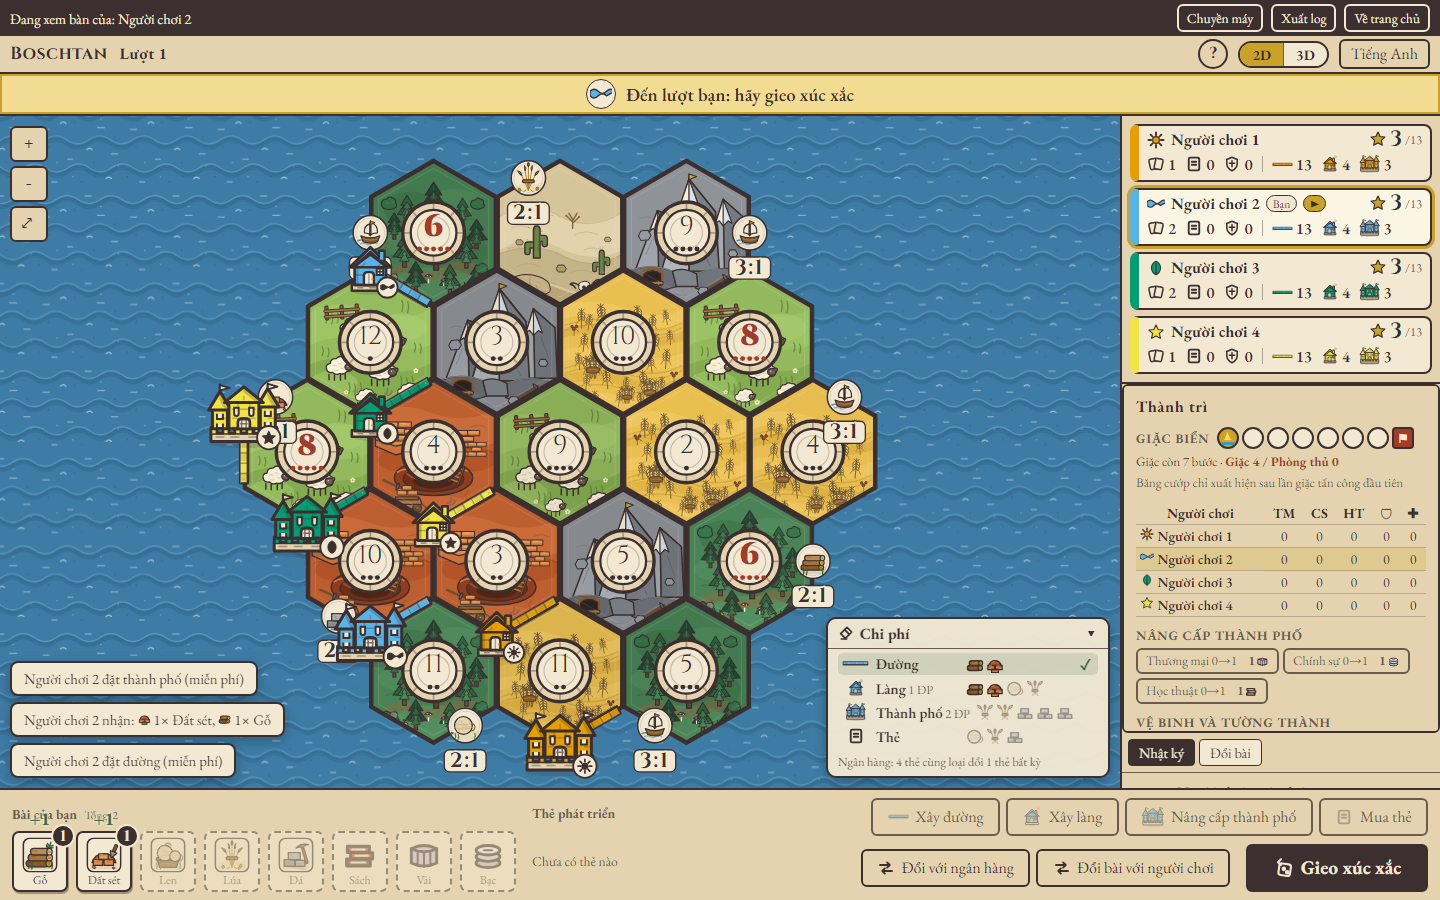 Đang xem bàn của: Người chơi 2
Chuyền máy
Xuất log
Về trang chủ
BOSCHTAN Lượt 1
?
2D
3D
Tiếng Anh
Đến lượt bạn: hãy gieo xúc xắc
+
-
6
2:1
9
3:1
12
3
10
8
1
8
4
9
2
4
3:1
10
3
5
6
2:1
2
11
11
5
2:1
3:1
Người chơi 2 đặt thành phố (miễn phí)
Người chơi 2 nhận: 1× Đất sét, 1× Gỗ
Người chơi 2 đặt đường (miễn phí)
Chi phí
Đường
Làng 1 ĐP
Thành phố 2 ĐP
Thẻ
Ngân hàng: 4 thẻ cùng loại đổi 1 thẻ bất kỳ
Người chơi 1 3 /13
1 0 0 13 4 3
Người chơi 2 Bạn 3 /13
2 0 0 13 4 3
Người chơi 3 3 /13
2 0 0 13 4 3
Người chơi 4 3 /13
1 0 0 13 4 3
Thành trì
GIẶC BIỂN
Giặc còn 7 bước · Giặc 4 / Phòng thủ 0
Bảng cướp chỉ xuất hiện sau lần giặc tấn công đầu tiên
Người chơi TM CS HT
Người chơi 1 0 0 0 0 0
Người chơi 2 0 0 0 0 0
Người chơi 3 0 0 0 0 0
Người chơi 4 0 0 0 0 0
NÂNG CẤP THÀNH PHỐ
Thương mại 0→1 1
Chính sự 0→1 1
Học thuật 0→1 1
VỆ BINH VÀ TƯỜNG THÀNH
Nhật ký
Đổi bài
Bài của bạn Tổng 2
+1 +1
1 1
Gỗ
Đất sét
Len
Lúa
Đá
Sách
Vải
Bạc
Thẻ phát triển
Chưa có thẻ nào
Xây đường
Xây làng
Nâng cấp thành phố
Mua thẻ
Đổi với ngân hàng
Đổi bài với người chơi
Gieo xúc xắc